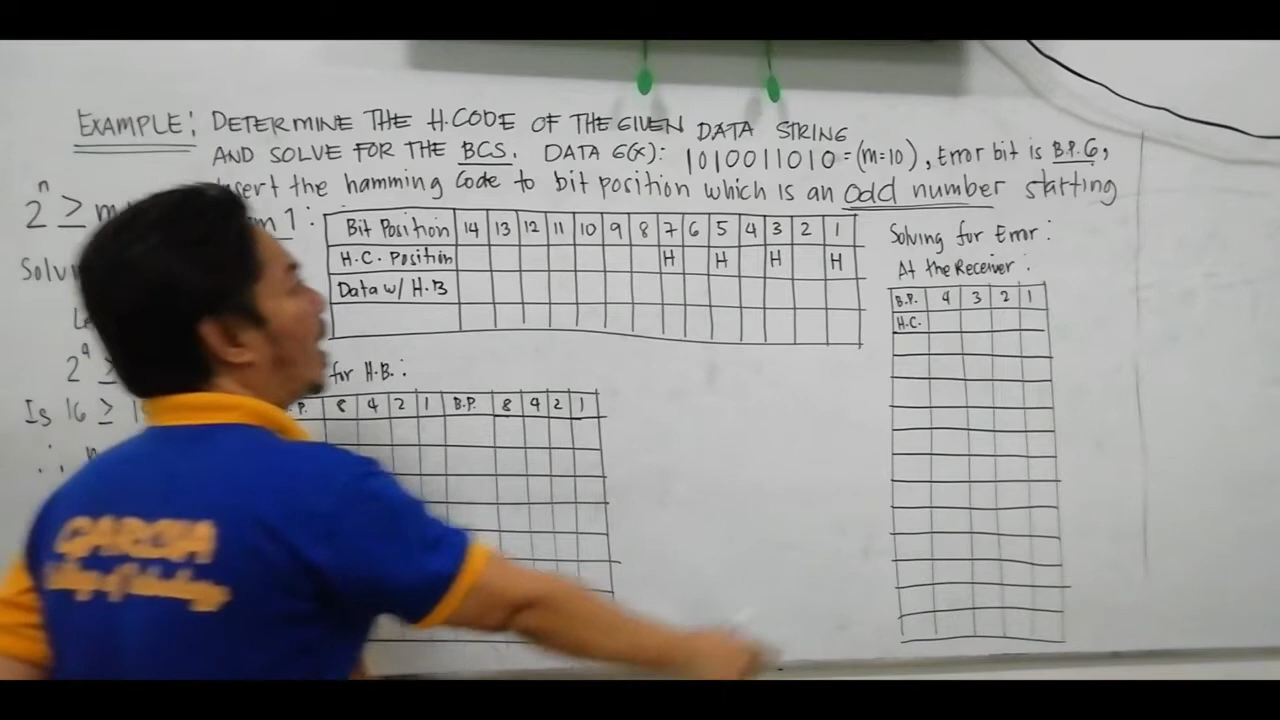 EXAMPLE: DETERMINE THE H.CODE OF THE GIVEN DATA STRING
AND SOLVE FOR THE BCS. DATA G(X): 1010011010 = (m=10), Error bit is B.P. 6,
the hamming code to bit position which is an odd number starting
1:
2^n ≥
Bit Position 14 13 12 11 10 9 8 7 6 5 4 3 2 1
H.C. Position H H H H
Data w/ H.B
for H.B.:
8 4 2 1 B.P. 8 4 2 1
Is 16 ≥
Solving for Error:
At the Receiver:
B.P. 4 3 2 1
H.C.
GARCIA